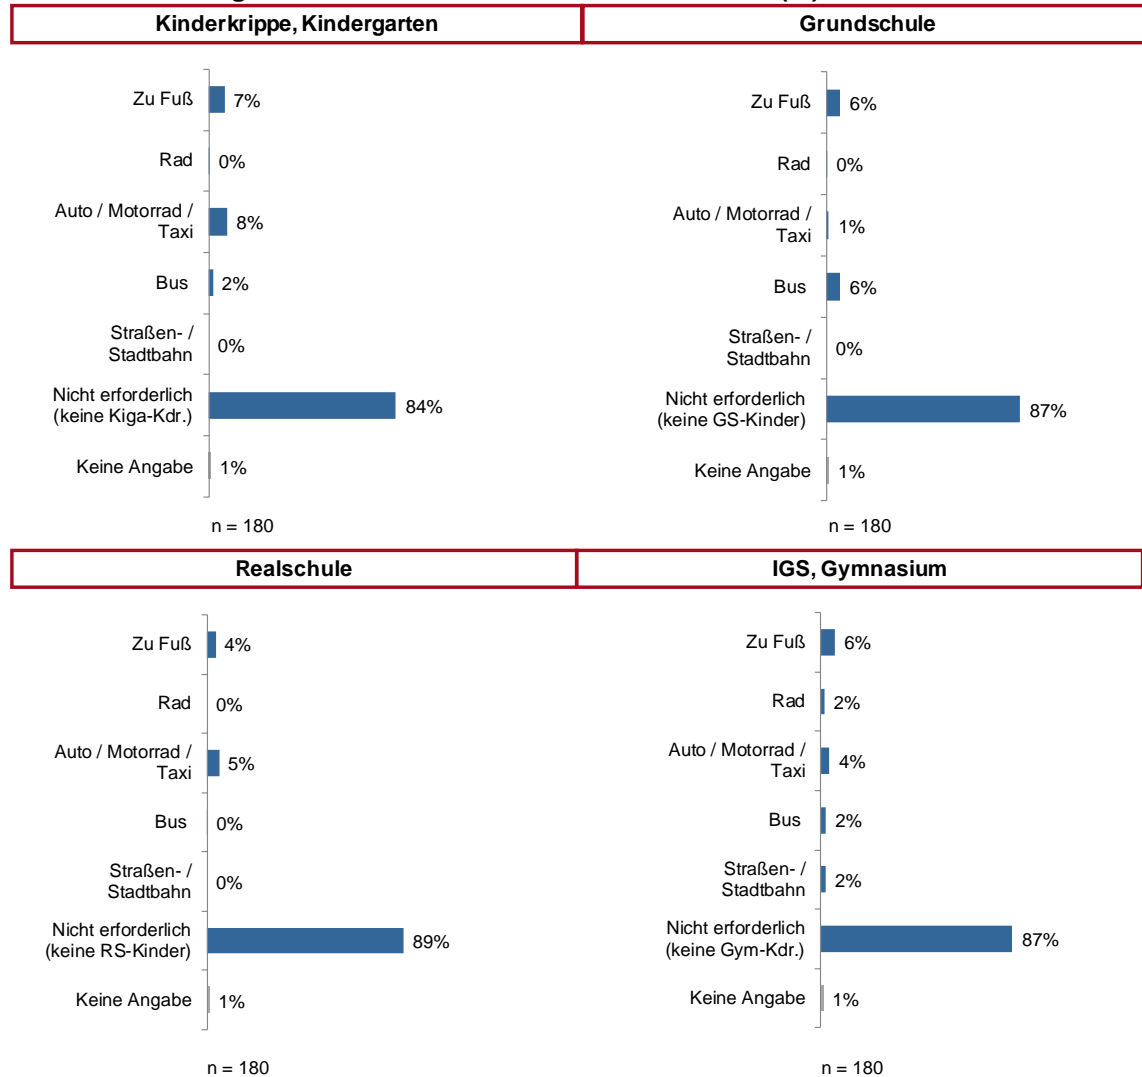 Kinderkrippe, Kindergarten
Zu Fuß 7%
Rad 0%
Auto / Motorrad /
Taxi 8%
Bus 2%
Straßen- /
Stadtbahn 0%
Nicht erforderlich
(keine Kiga-Kdr.) 84%
Keine Angabe 1%
n = 180
Grundschule
Zu Fuß 6%
Rad 0%
Auto / Motorrad /
Taxi 1%
Bus 6%
Straßen- /
Stadtbahn 0%
Nicht erforderlich
(keine GS-Kinder) 87%
Keine Angabe 1%
n = 180
Realschule
Zu Fuß 4%
Rad 0%
Auto / Motorrad /
Taxi 5%
Bus 0%
Straßen- /
Stadtbahn 0%
Nicht erforderlich
(keine RS-Kinder) 89%
Keine Angabe 1%
n = 180
IGS, Gymnasium
Zu Fuß 6%
Rad 2%
Auto / Motorrad /
Taxi 4%
Bus 2%
Straßen- /
Stadtbahn 2%
Nicht erforderlich
(keine Gym-Kdr.) 87%
Keine Angabe 1%
n = 180